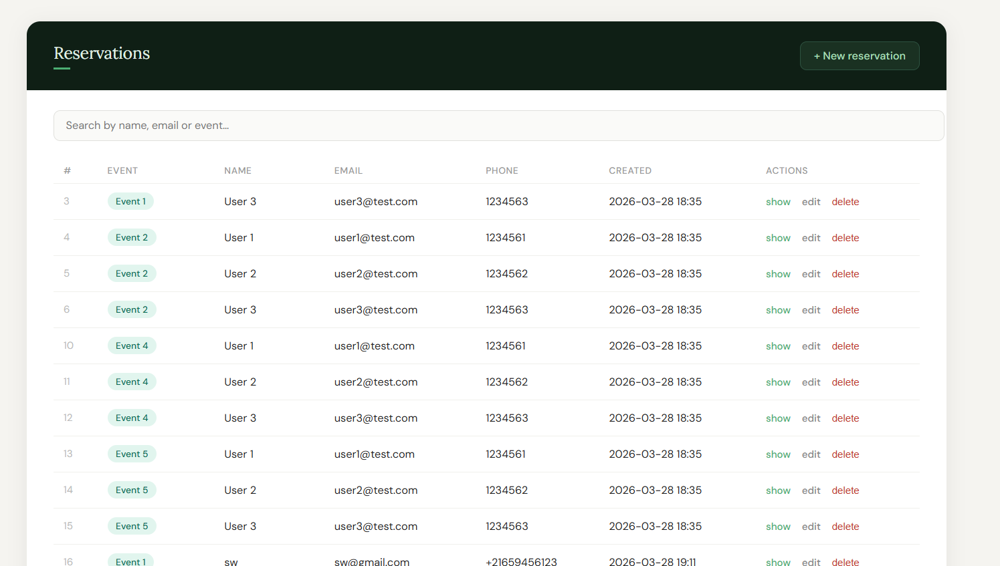 Reservations
+ New reservation
Search by name, email or event...
# EVENT NAME EMAIL PHONE CREATED ACTIONS
3 Event 1 User 3 user3@test.com 1234563 2026-03-28 18:35 show edit delete
4 Event 2 User 1 user1@test.com 1234561 2026-03-28 18:35 show edit delete
5 Event 2 User 2 user2@test.com 1234562 2026-03-28 18:35 show edit delete
6 Event 2 User 3 user3@test.com 1234563 2026-03-28 18:35 show edit delete
10 Event 4 User 1 user1@test.com 1234561 2026-03-28 18:35 show edit delete
11 Event 4 User 2 user2@test.com 1234562 2026-03-28 18:35 show edit delete
12 Event 4 User 3 user3@test.com 1234563 2026-03-28 18:35 show edit delete
13 Event 5 User 1 user1@test.com 1234561 2026-03-28 18:35 show edit delete
14 Event 5 User 2 user2@test.com 1234562 2026-03-28 18:35 show edit delete
15 Event 5 User 3 user3@test.com 1234563 2026-03-28 18:35 show edit delete
16 Event 1 sw sw@gmail.com +21659456123 2026-03-28 19:11 show edit delete